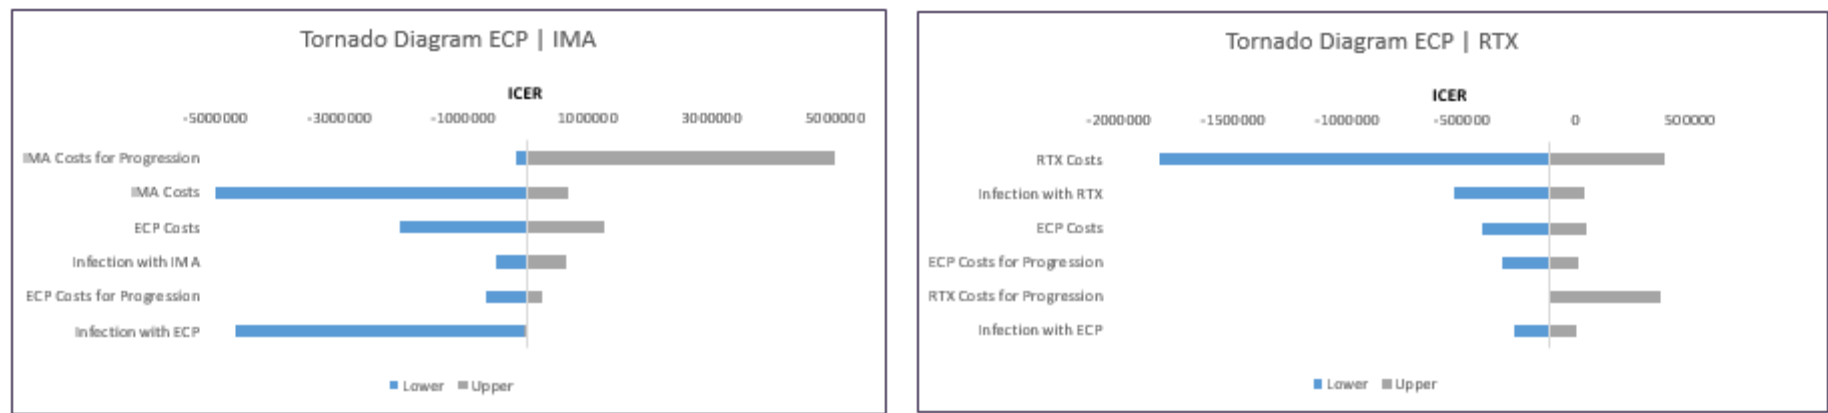 Tornado Diagram ECP | IMA
ICER
-5000000 -3000000 -1000000 1000000 3000000 5000000
IMA Costs for Progression
IMA Costs
ECP Costs
Infection with IMA
ECP Costs for Progression
Infection with ECP
Lower Upper
Tornado Diagram ECP | RTX
ICER
-2000000 -1500000 -1000000 -500000 0 500000
RTX Costs
Infection with RTX
ECP Costs
ECP Costs for Progression
RTX Costs for Progression
Infection with ECP
Lower Upper